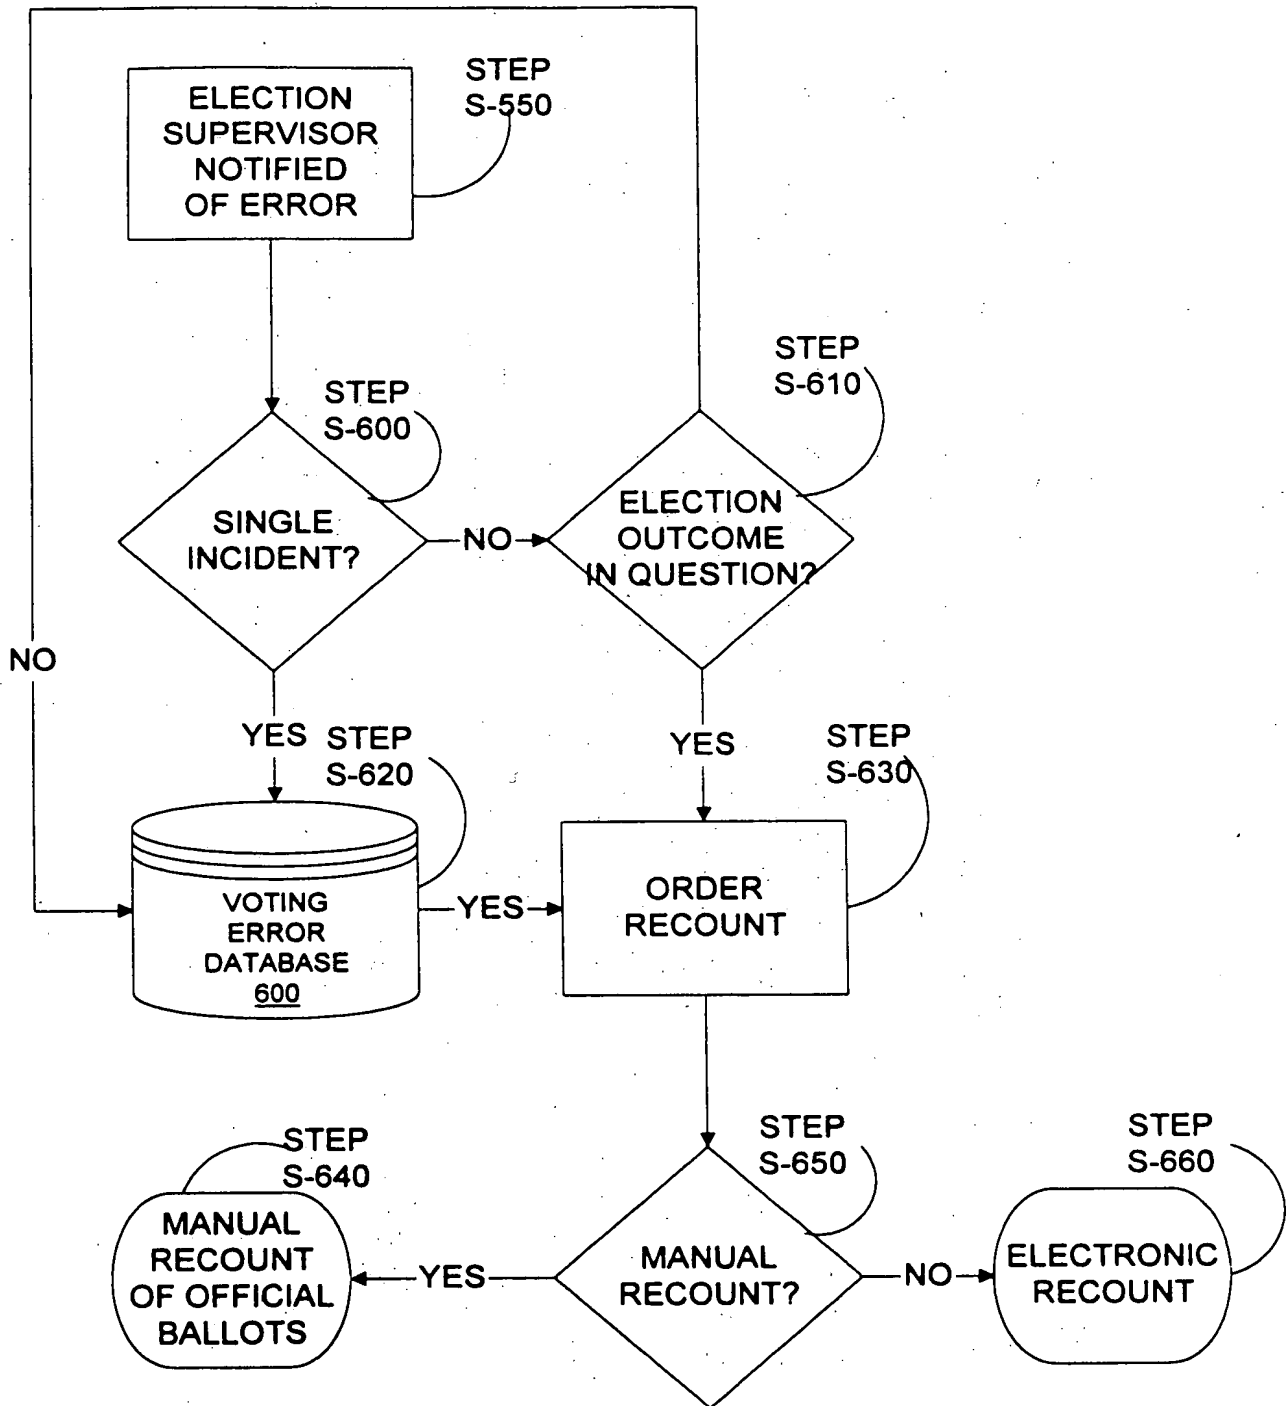 STEP
S-550
ELECTION
SUPERVISOR
NOTIFIED
OF ERROR
STEP
S-610
STEP
S-600
SINGLE
INCIDENT?
NO
ELECTION
OUTCOME
IN QUESTION?
NO
YES
STEP
S-620
YES
STEP
S-630
VOTING
ERROR
DATABASE
600
YES
ORDER
RECOUNT
STEP
S-640
STEP
S-650
STEP
S-660
MANUAL
RECOUNT
OF OFFICIAL
BALLOTS
YES
MANUAL
RECOUNT?
NO
ELECTRONIC
RECOUNT